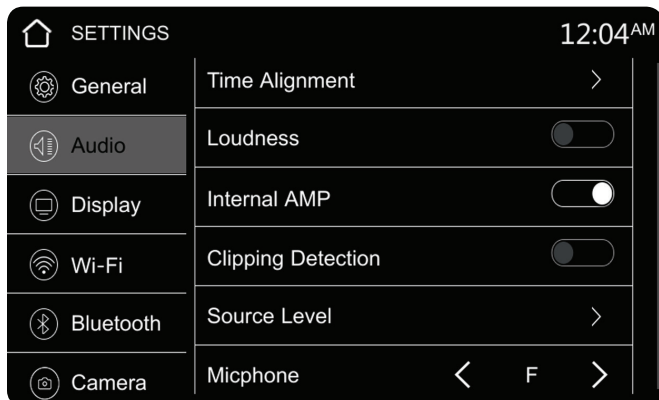 SETTINGS 12:04AM
General
Audio
Display
Wi-Fi
Bluetooth
Camera
Time Alignment
Loudness
Internal AMP
Clipping Detection
Source Level
Micphone F